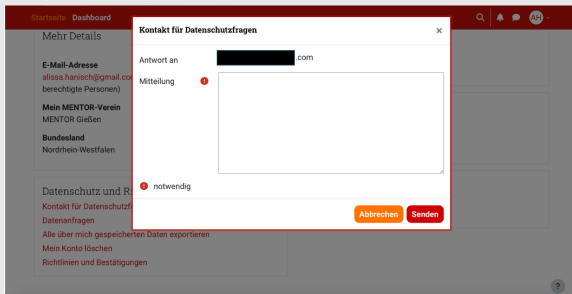 Startseite Dashboard
AH
Mehr Details
E-Mail-Adresse
alissa.hanisch@gmail.co
berechtigte Personen)
Mein MENTOR-Verein
MENTOR Gießen
Bundesland
Nordrhein-Westfalen
Kontakt für Datenschutzfragen
×
Antwort an
.com
Mitteilung
notwendig
Abbrechen Senden
Datenschutz und Ri
Kontakt für Datenschutzf
Datenanfragen
Alle über mich gespeicherten Daten exportieren
Mein Konto löschen
Richtlinien und Bestätigungen
?